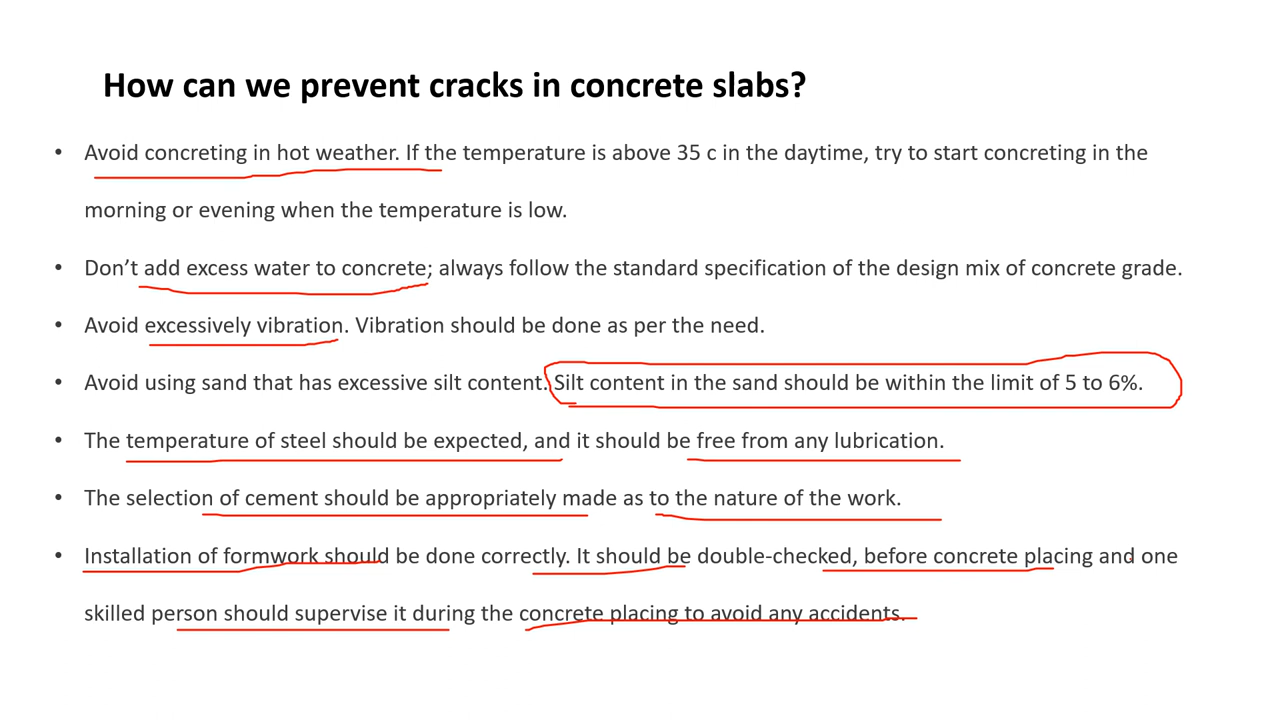 How can we prevent cracks in concrete slabs?
• Avoid concreting in hot weather. If the temperature is above 35 c in the daytime, try to start concreting in the
morning or evening when the temperature is low.
• Don’t add excess water to concrete; always follow the standard specification of the design mix of concrete grade.
• Avoid excessively vibration. Vibration should be done as per the need.
• Avoid using sand that has excessive silt content. Silt content in the sand should be within the limit of 5 to 6%.
• The temperature of steel should be expected, and it should be free from any lubrication.
• The selection of cement should be appropriately made as to the nature of the work.
• Installation of formwork should be done correctly. It should be double-checked, before concrete placing and one
skilled person should supervise it during the concrete placing to avoid any accidents.